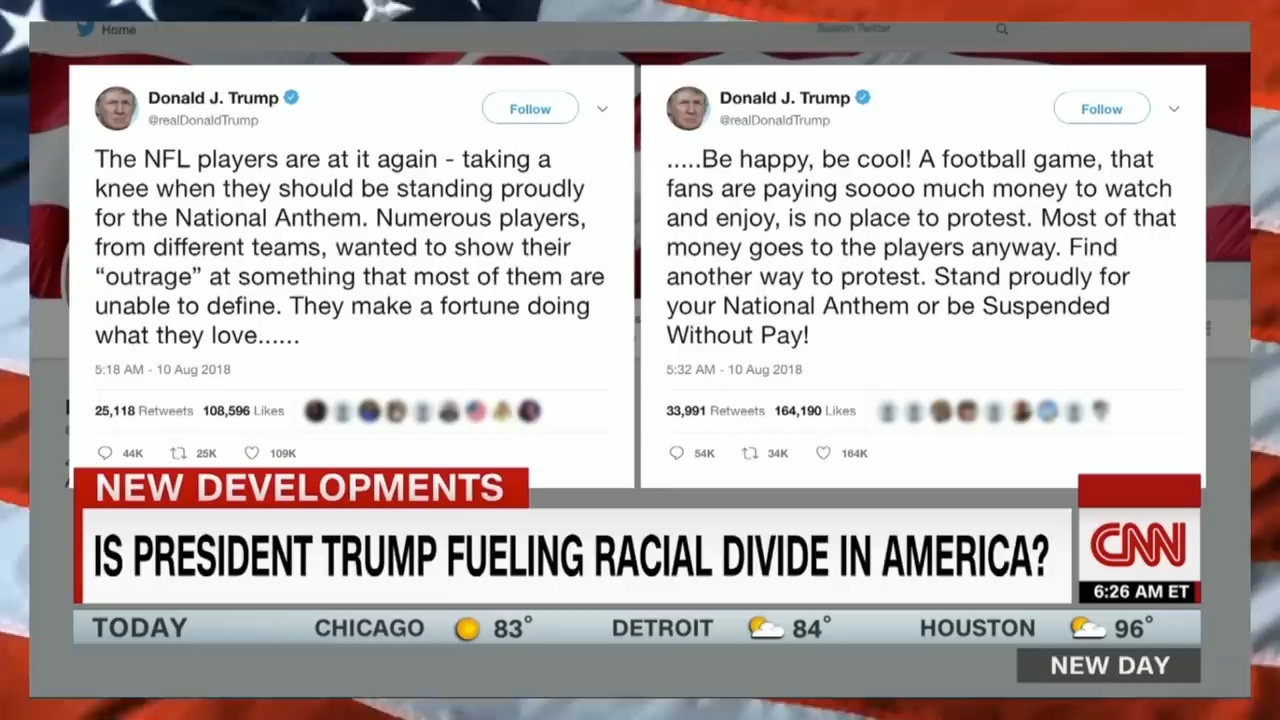 Home
Search Twitter
Donald J. Trump
Follow
@realDonaldTrump
The NFL players are at it again - taking a
knee when they should be standing proudly
for the National Anthem. Numerous players,
from different teams, wanted to show their
“outrage” at something that most of them are
unable to define. They make a fortune doing
what they love......
5:18 AM - 10 Aug 2018
25,118 Retweets 108,596 Likes
44K 25K 109K
Donald J. Trump
Follow
@realDonaldTrump
.....Be happy, be cool! A football game, that
fans are paying soooo much money to watch
and enjoy, is no place to protest. Most of that
money goes to the players anyway. Find
another way to protest. Stand proudly for
your National Anthem or be Suspended
Without Pay!
5:32 AM - 10 Aug 2018
33,991 Retweets 164,190 Likes
54K 34K 164K
NEW DEVELOPMENTS
IS PRESIDENT TRUMP FUELING RACIAL DIVIDE IN AMERICA?
CNN
6:26 AM ET
TODAY CHICAGO 83° DETROIT 84° HOUSTON 96°
NEW DAY